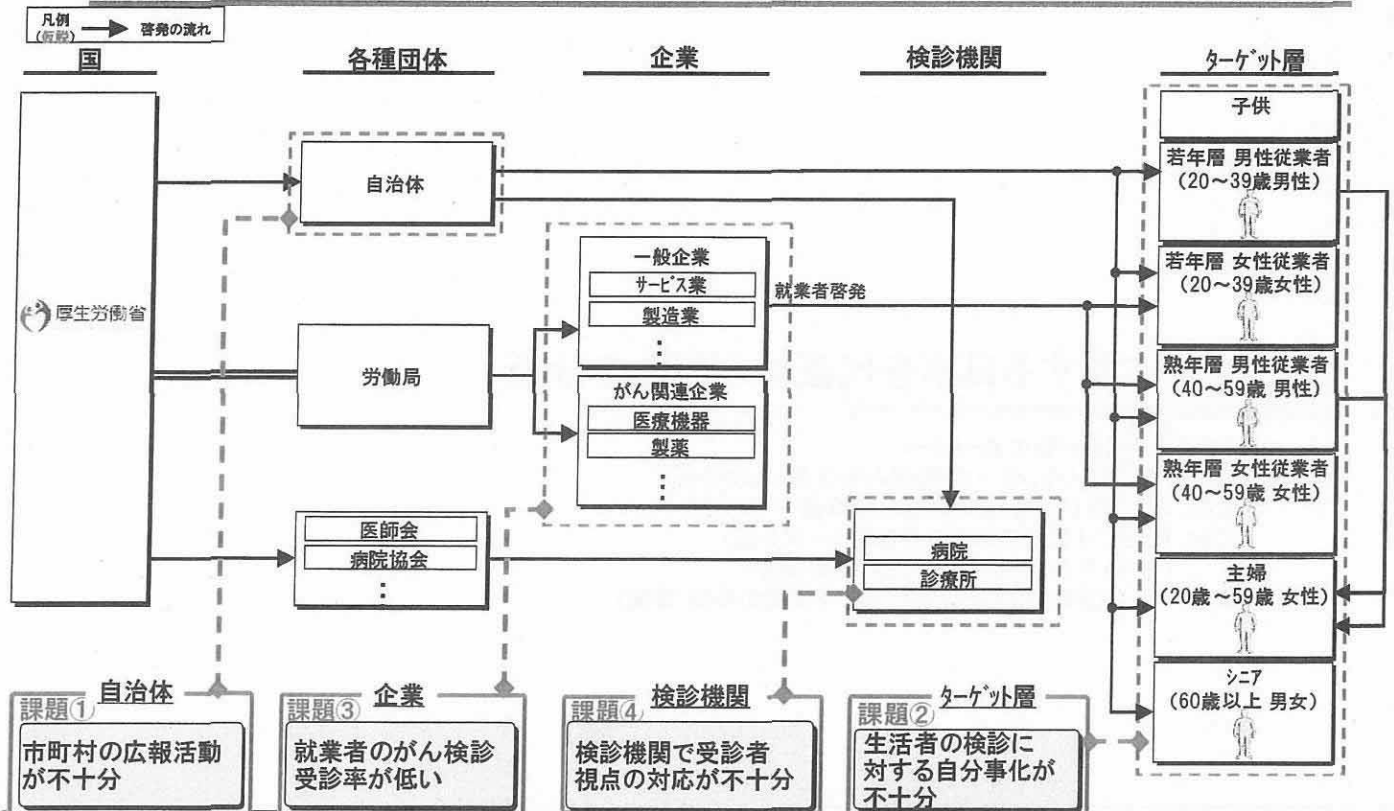 凡例
(仮説)
啓発の流れ
国
各種団体
企業
検診機関
ターゲット層
厚生労働省
自治体
労働局
医師会
病院協会
⋮
一般企業
サービス業
製造業
⋮
がん関連企業
医療機器
製薬
⋮
就業者啓発
病院
診療所
子供
若年層 男性従業者
(20～39歳男性)
若年層 女性従業者
(20～39歳女性)
熟年層 男性従業者
(40～59歳 男性)
熟年層 女性従業者
(40～59歳 女性)
主婦
(20歳～59歳 女性)
シニア
(60歳以上 男女)
自治体
課題①
市町村の広報活動
が不十分
企業
課題③
就業者のがん検診
受診率が低い
検診機関
課題④
検診機関で受診者
視点の対応が不十分
ターゲット層
課題②
生活者の検診に
対する自分事化が
不十分